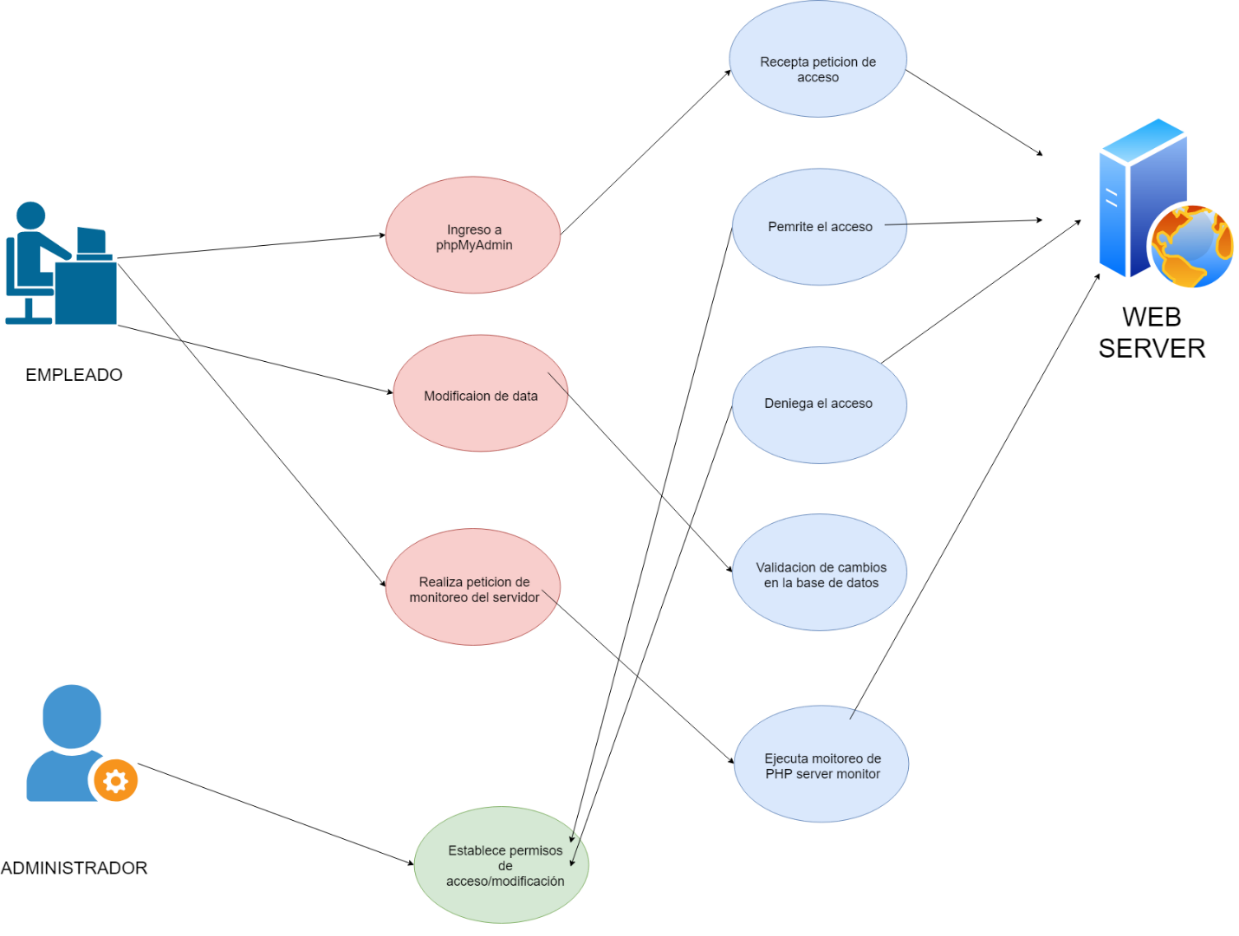 Recepta peticion de
acceso
Ingreso a
phpMyAdmin
Pemrite el acceso
WEB
SERVER
EMPLEADO
Modificaion de data
Deniega el acceso
Realiza peticion de
monitoreo del servidor
Validacion de cambios
en la base de datos
Ejecuta moitoreo de
PHP server monitor
ADMINISTRADOR
Establece permisos
de
acceso/modificación